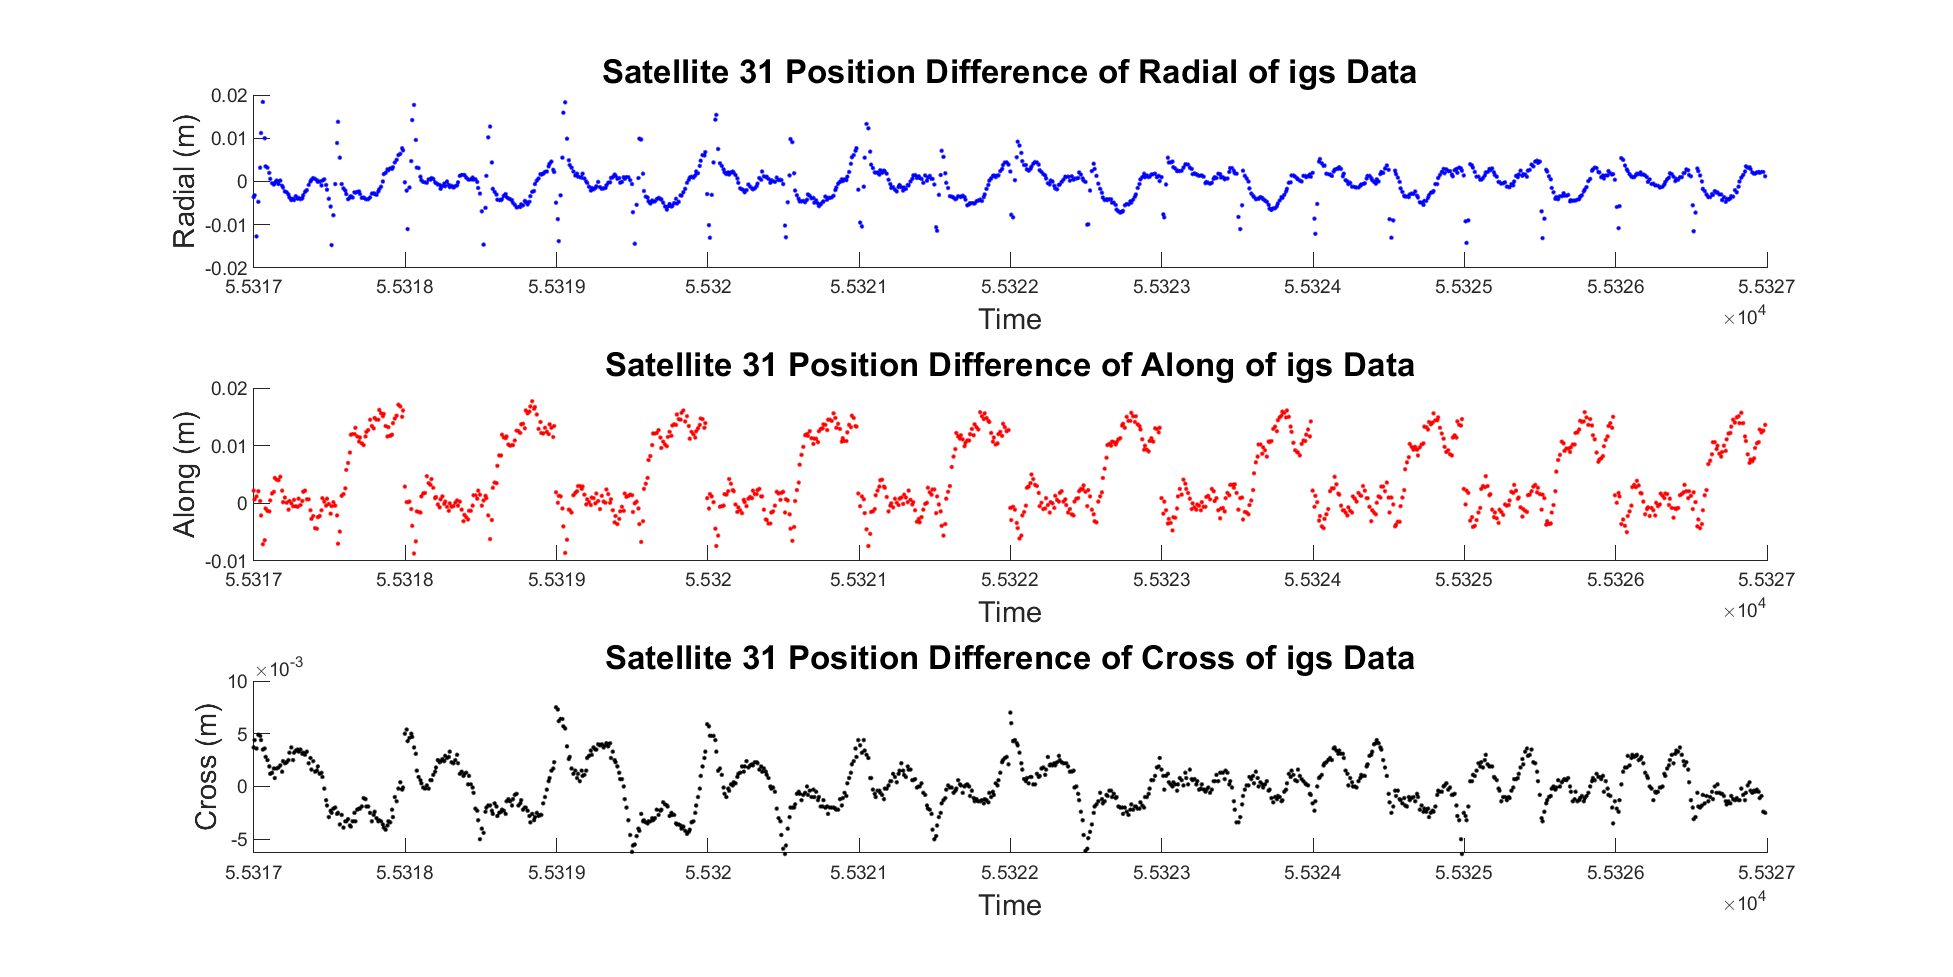 Satellite 31 Position Difference of Radial of igs Data
0.02
0.01
0
-0.01
-0.02
Radial (m)
5.5317 5.5318 5.5319 5.532 5.5321 5.5322 5.5323 5.5324 5.5325 5.5326 5.5327
Time
×10^4
Satellite 31 Position Difference of Along of igs Data
0.02
0.01
0
-0.01
Along (m)
5.5317 5.5318 5.5319 5.532 5.5321 5.5322 5.5323 5.5324 5.5325 5.5326 5.5327
Time
×10^4
Satellite 31 Position Difference of Cross of igs Data
×10^-3
10
5
0
-5
Cross (m)
5.5317 5.5318 5.5319 5.532 5.5321 5.5322 5.5323 5.5324 5.5325 5.5326 5.5327
Time
×10^4